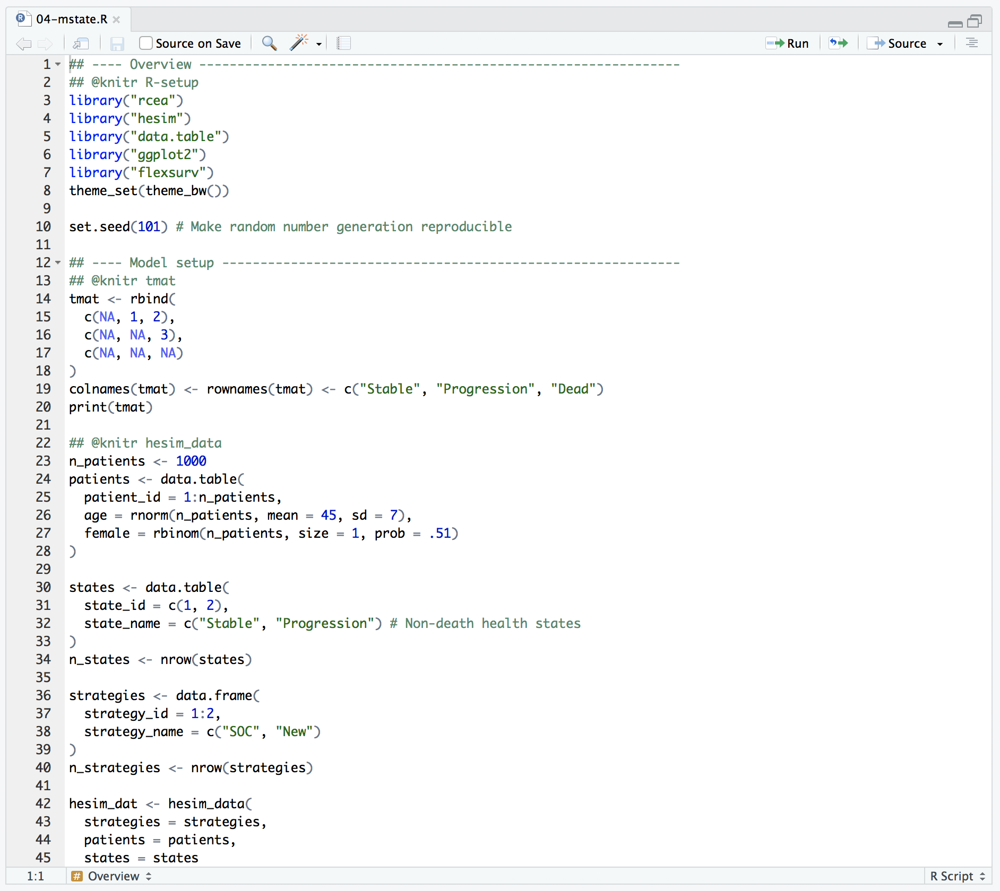 04-mstate.R
Source on Save Run Source
1 ## ---- Overview ---------------------------------------------------------------
2 ## @knitr R-setup
3 library("rcea")
4 library("hesim")
5 library("data.table")
6 library("ggplot2")
7 library("flexsurv")
8 theme_set(theme_bw())
9
10 set.seed(101) # Make random number generation reproducible
11
12 ## ---- Model setup ------------------------------------------------------------
13 ## @knitr tmat
14 tmat <- rbind(
15   c(NA, 1, 2),
16   c(NA, NA, 3),
17   c(NA, NA, NA)
18 )
19 colnames(tmat) <- rownames(tmat) <- c("Stable", "Progression", "Dead")
20 print(tmat)
21
22 ## @knitr hesim_data
23 n_patients <- 1000
24 patients <- data.table(
25   patient_id = 1:n_patients,
26   age = rnorm(n_patients, mean = 45, sd = 7),
27   female = rbinom(n_patients, size = 1, prob = .51)
28 )
29
30 states <- data.table(
31   state_id = c(1, 2),
32   state_name = c("Stable", "Progression") # Non-death health states
33 )
34 n_states <- nrow(states)
35
36 strategies <- data.frame(
37   strategy_id = 1:2,
38   strategy_name = c("SOC", "New")
39 )
40 n_strategies <- nrow(strategies)
41
42 hesim_dat <- hesim_data(
43   strategies = strategies,
44   patients = patients,
45   states = states
1:1 # Overview R Script